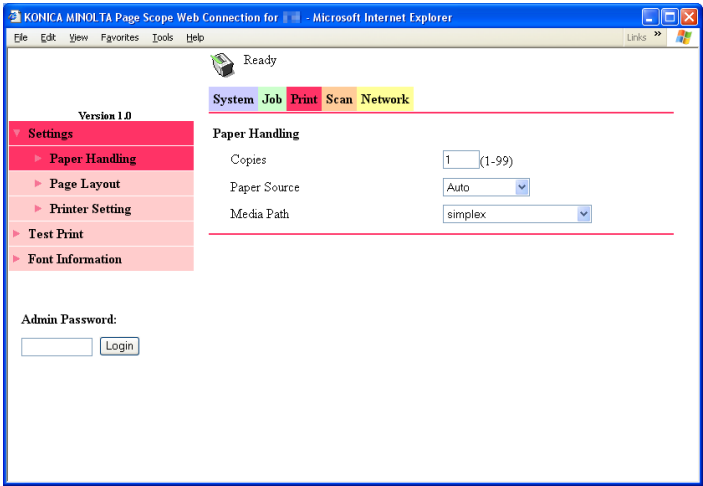 KONICA MINOLTA Page Scope Web Connection for - Microsoft Internet Explorer
File Edit View Favorites Tools Help Links »
Ready
System Job Print Scan Network
Version 1.0
Settings
Paper Handling
Page Layout
Printer Setting
Test Print
Font Information
Admin Password:
Login
Paper Handling
Copies 1 (1-99)
Paper Source Auto
Media Path simplex